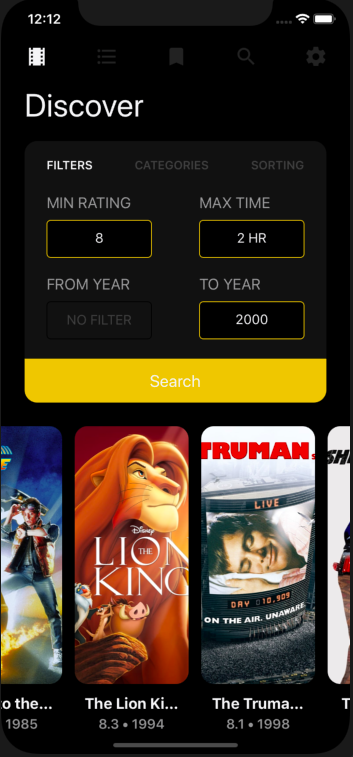 12:12
Discover
FILTERS CATEGORIES SORTING
MIN RATING MAX TIME
8 2 HR
FROM YEAR TO YEAR
NO FILTER 2000
Search
TRUMAN
LIVE
Disney
THE
LION
KING
DAY 10,909
ON THE AIR. UNAWARE.
to the... The Lion Ki... The Truma... T
1985 8.3 • 1994 8.1 • 1998